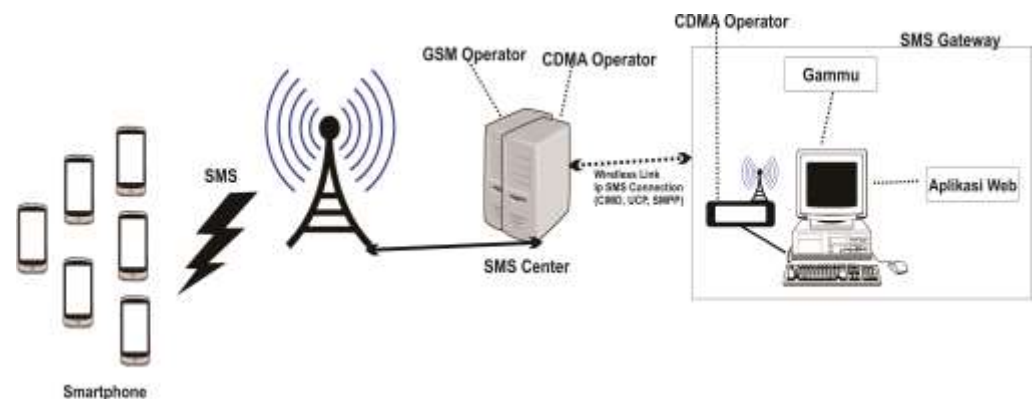 CDMA Operator
SMS Gateway
GSM Operator
CDMA Operator
Gammu
SMS
Wireless Link
Ip SMS Connection
(CIMD, UCP, SMPP)
Aplikasi Web
SMS Center
Smartphone